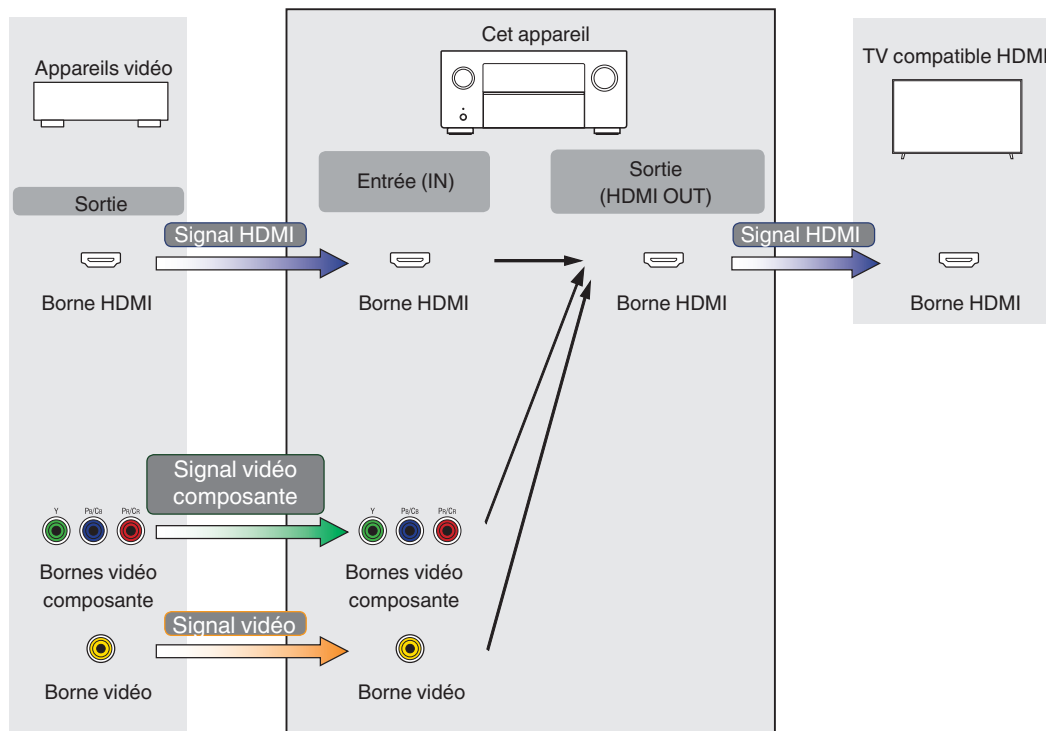 Appareils vidéo
Cet appareil
TV compatible HDMI
Sortie
Entrée (IN)
Sortie
(HDMI OUT)
Signal HDMI
Signal HDMI
Borne HDMI
Borne HDMI
Borne HDMI
Borne HDMI
Signal vidéo
composante
Y PB/CB PR/CR
Y PB/CB PR/CR
Bornes vidéo
composante
Bornes vidéo
composante
Signal vidéo
Borne vidéo
Borne vidéo